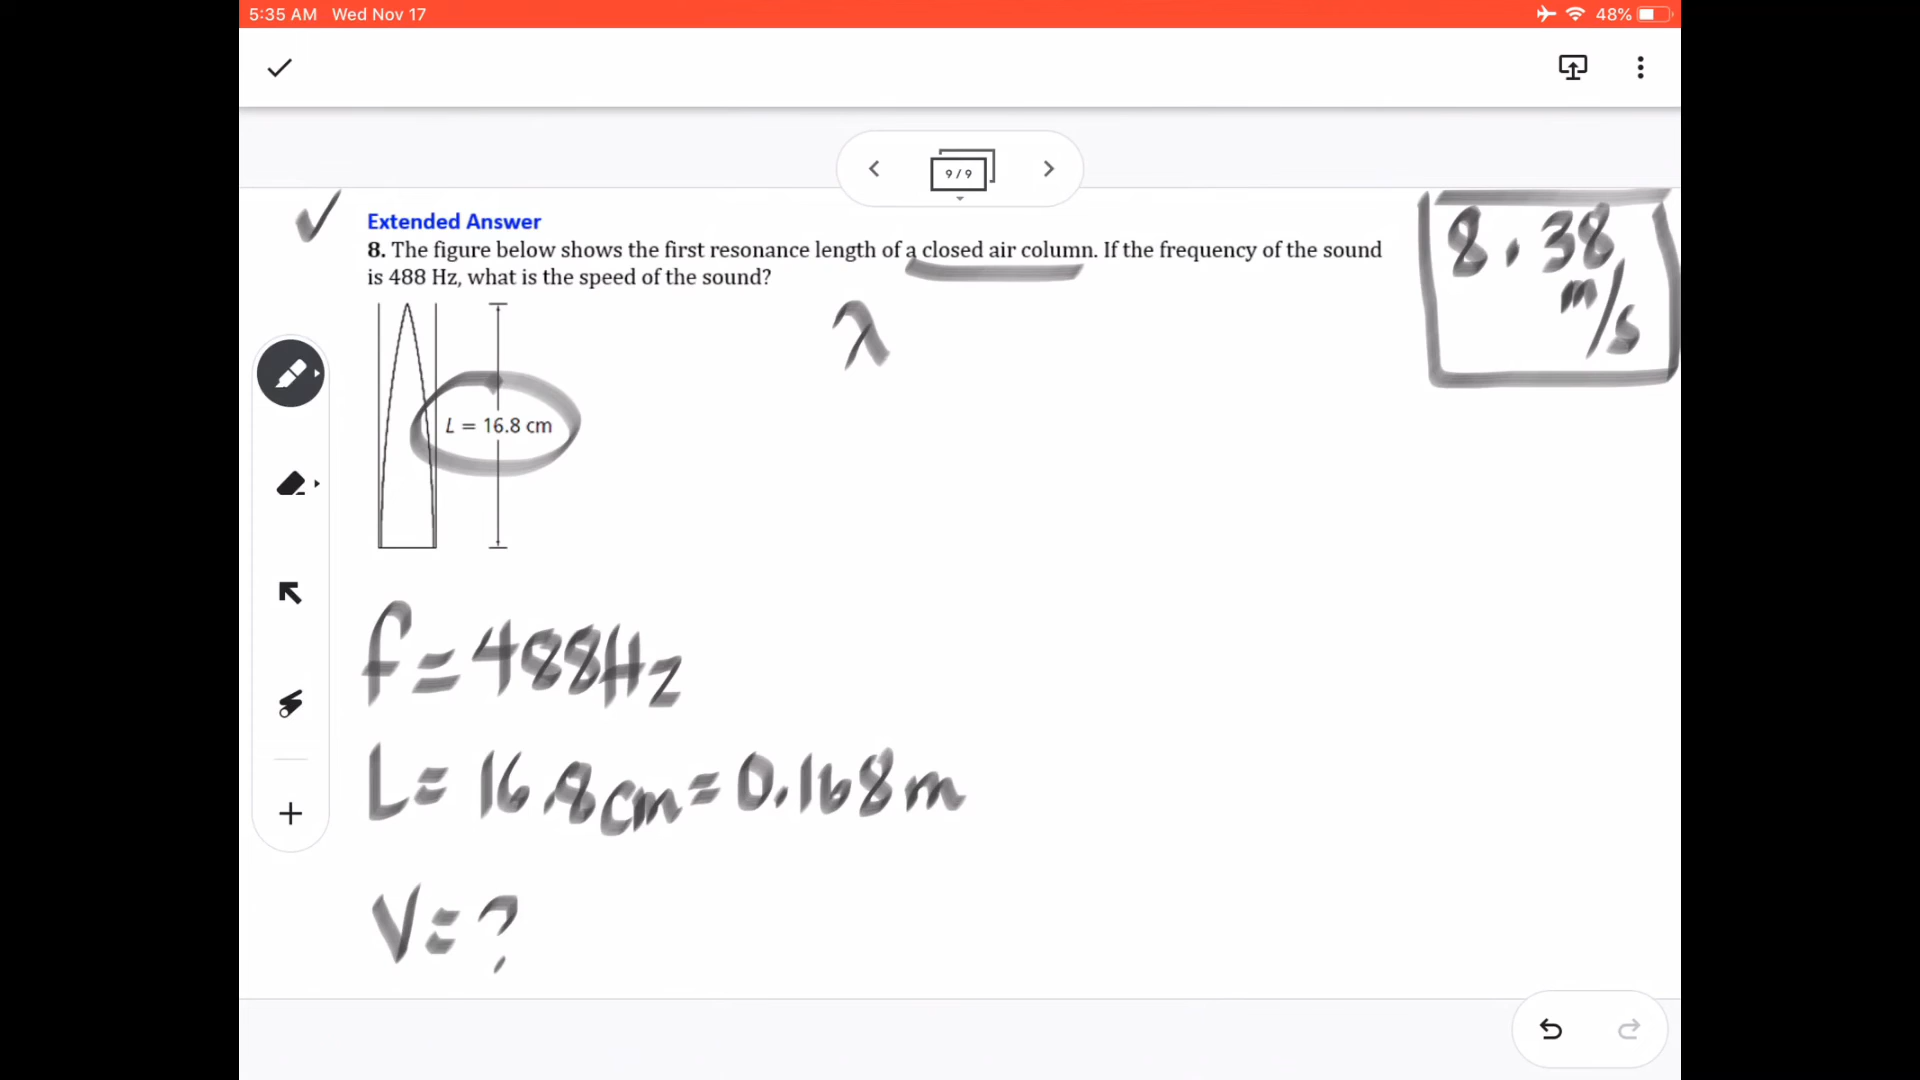 5:35 AM Wed Nov 17
48%
9 / 9
Extended Answer
8. The figure below shows the first resonance length of a closed air column. If the frequency of the sound
is 488 Hz, what is the speed of the sound?
8.38
m/s
λ
L = 16.8 cm
f=488Hz
L= 16.8cm=0.168m
V=?